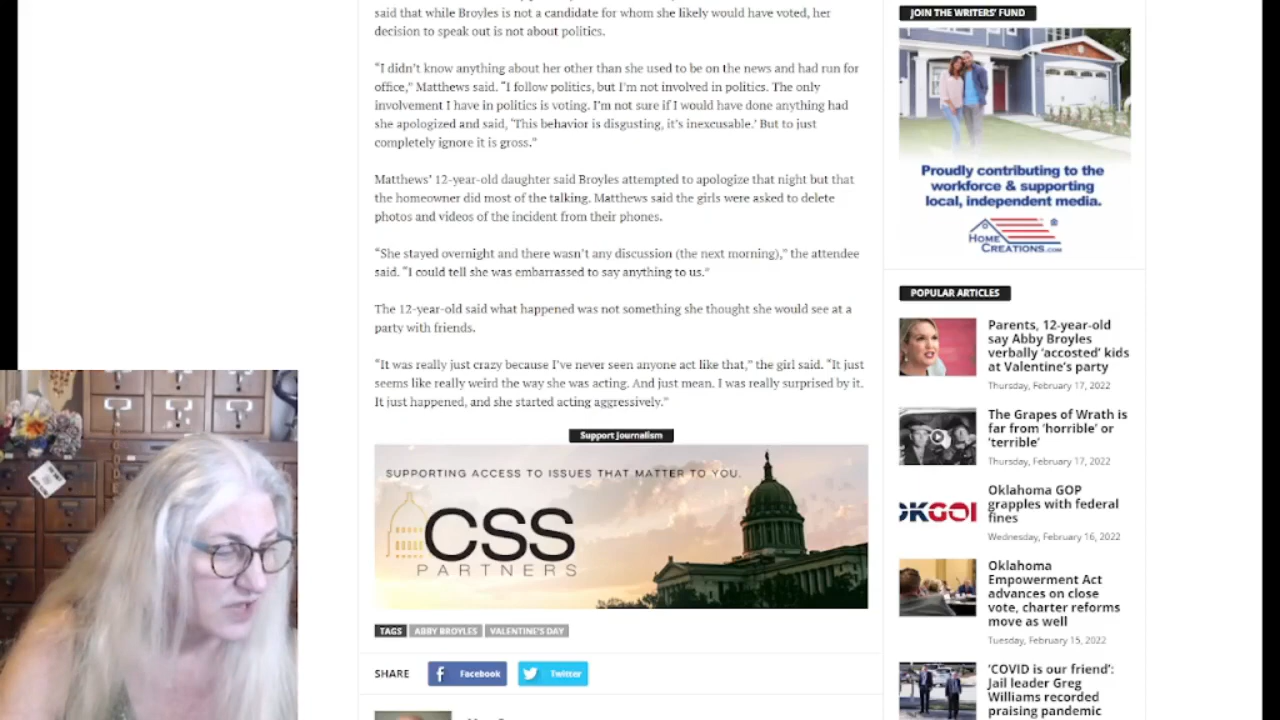 said that while Broyles is not a candidate for whom she likely would have voted, her
decision to speak out is not about politics.
“I didn’t know anything about her other than she used to be on the news and had run for
office,” Matthews said. “I follow politics, but I’m not involved in politics. The only
involvement I have in politics is voting. I’m not sure if I would have done anything had
she apologized and said, ‘This behavior is disgusting, it’s inexcusable.’ But to just
completely ignore it is gross.”
Matthews’ 12-year-old daughter said Broyles attempted to apologize that night but that
the homeowner did most of the talking. Matthews said the girls were asked to delete
photos and videos of the incident from their phones.
“She stayed overnight and there wasn’t any discussion (the next morning),” the attendee
said. “I could tell she was embarrassed to say anything to us.”
The 12-year-old said what happened was not something she thought she would see at a
party with friends.
“It was really just crazy because I’ve never seen anyone act like that,” the girl said. “It just
seems like really weird the way she was acting. And just mean. I was really surprised by it.
It just happened, and she started acting aggressively.”
Support Journalism
SUPPORTING ACCESS TO ISSUES THAT MATTER TO YOU.
CSS
PARTNERS
TAGS ABBY BROYLES VALENTINE'S DAY
SHARE Facebook Twitter
JOIN THE WRITERS' FUND
Proudly contributing to the
workforce & supporting
local, independent media.
HOME
CREATIONS.COM
POPULAR ARTICLES
Parents, 12-year-old
say Abby Broyles
verbally ‘accosted’ kids
at Valentine’s party
Thursday, February 17, 2022
The Grapes of Wrath is
far from ‘horrible’ or
‘terrible’
Thursday, February 17, 2022
OKGOP
Oklahoma GOP
grapples with federal
fines
Wednesday, February 16, 2022
Oklahoma
Empowerment Act
advances on close
vote, charter reforms
move as well
Tuesday, February 15, 2022
‘COVID is our friend’:
Jail leader Greg
Williams recorded
praising pandemic